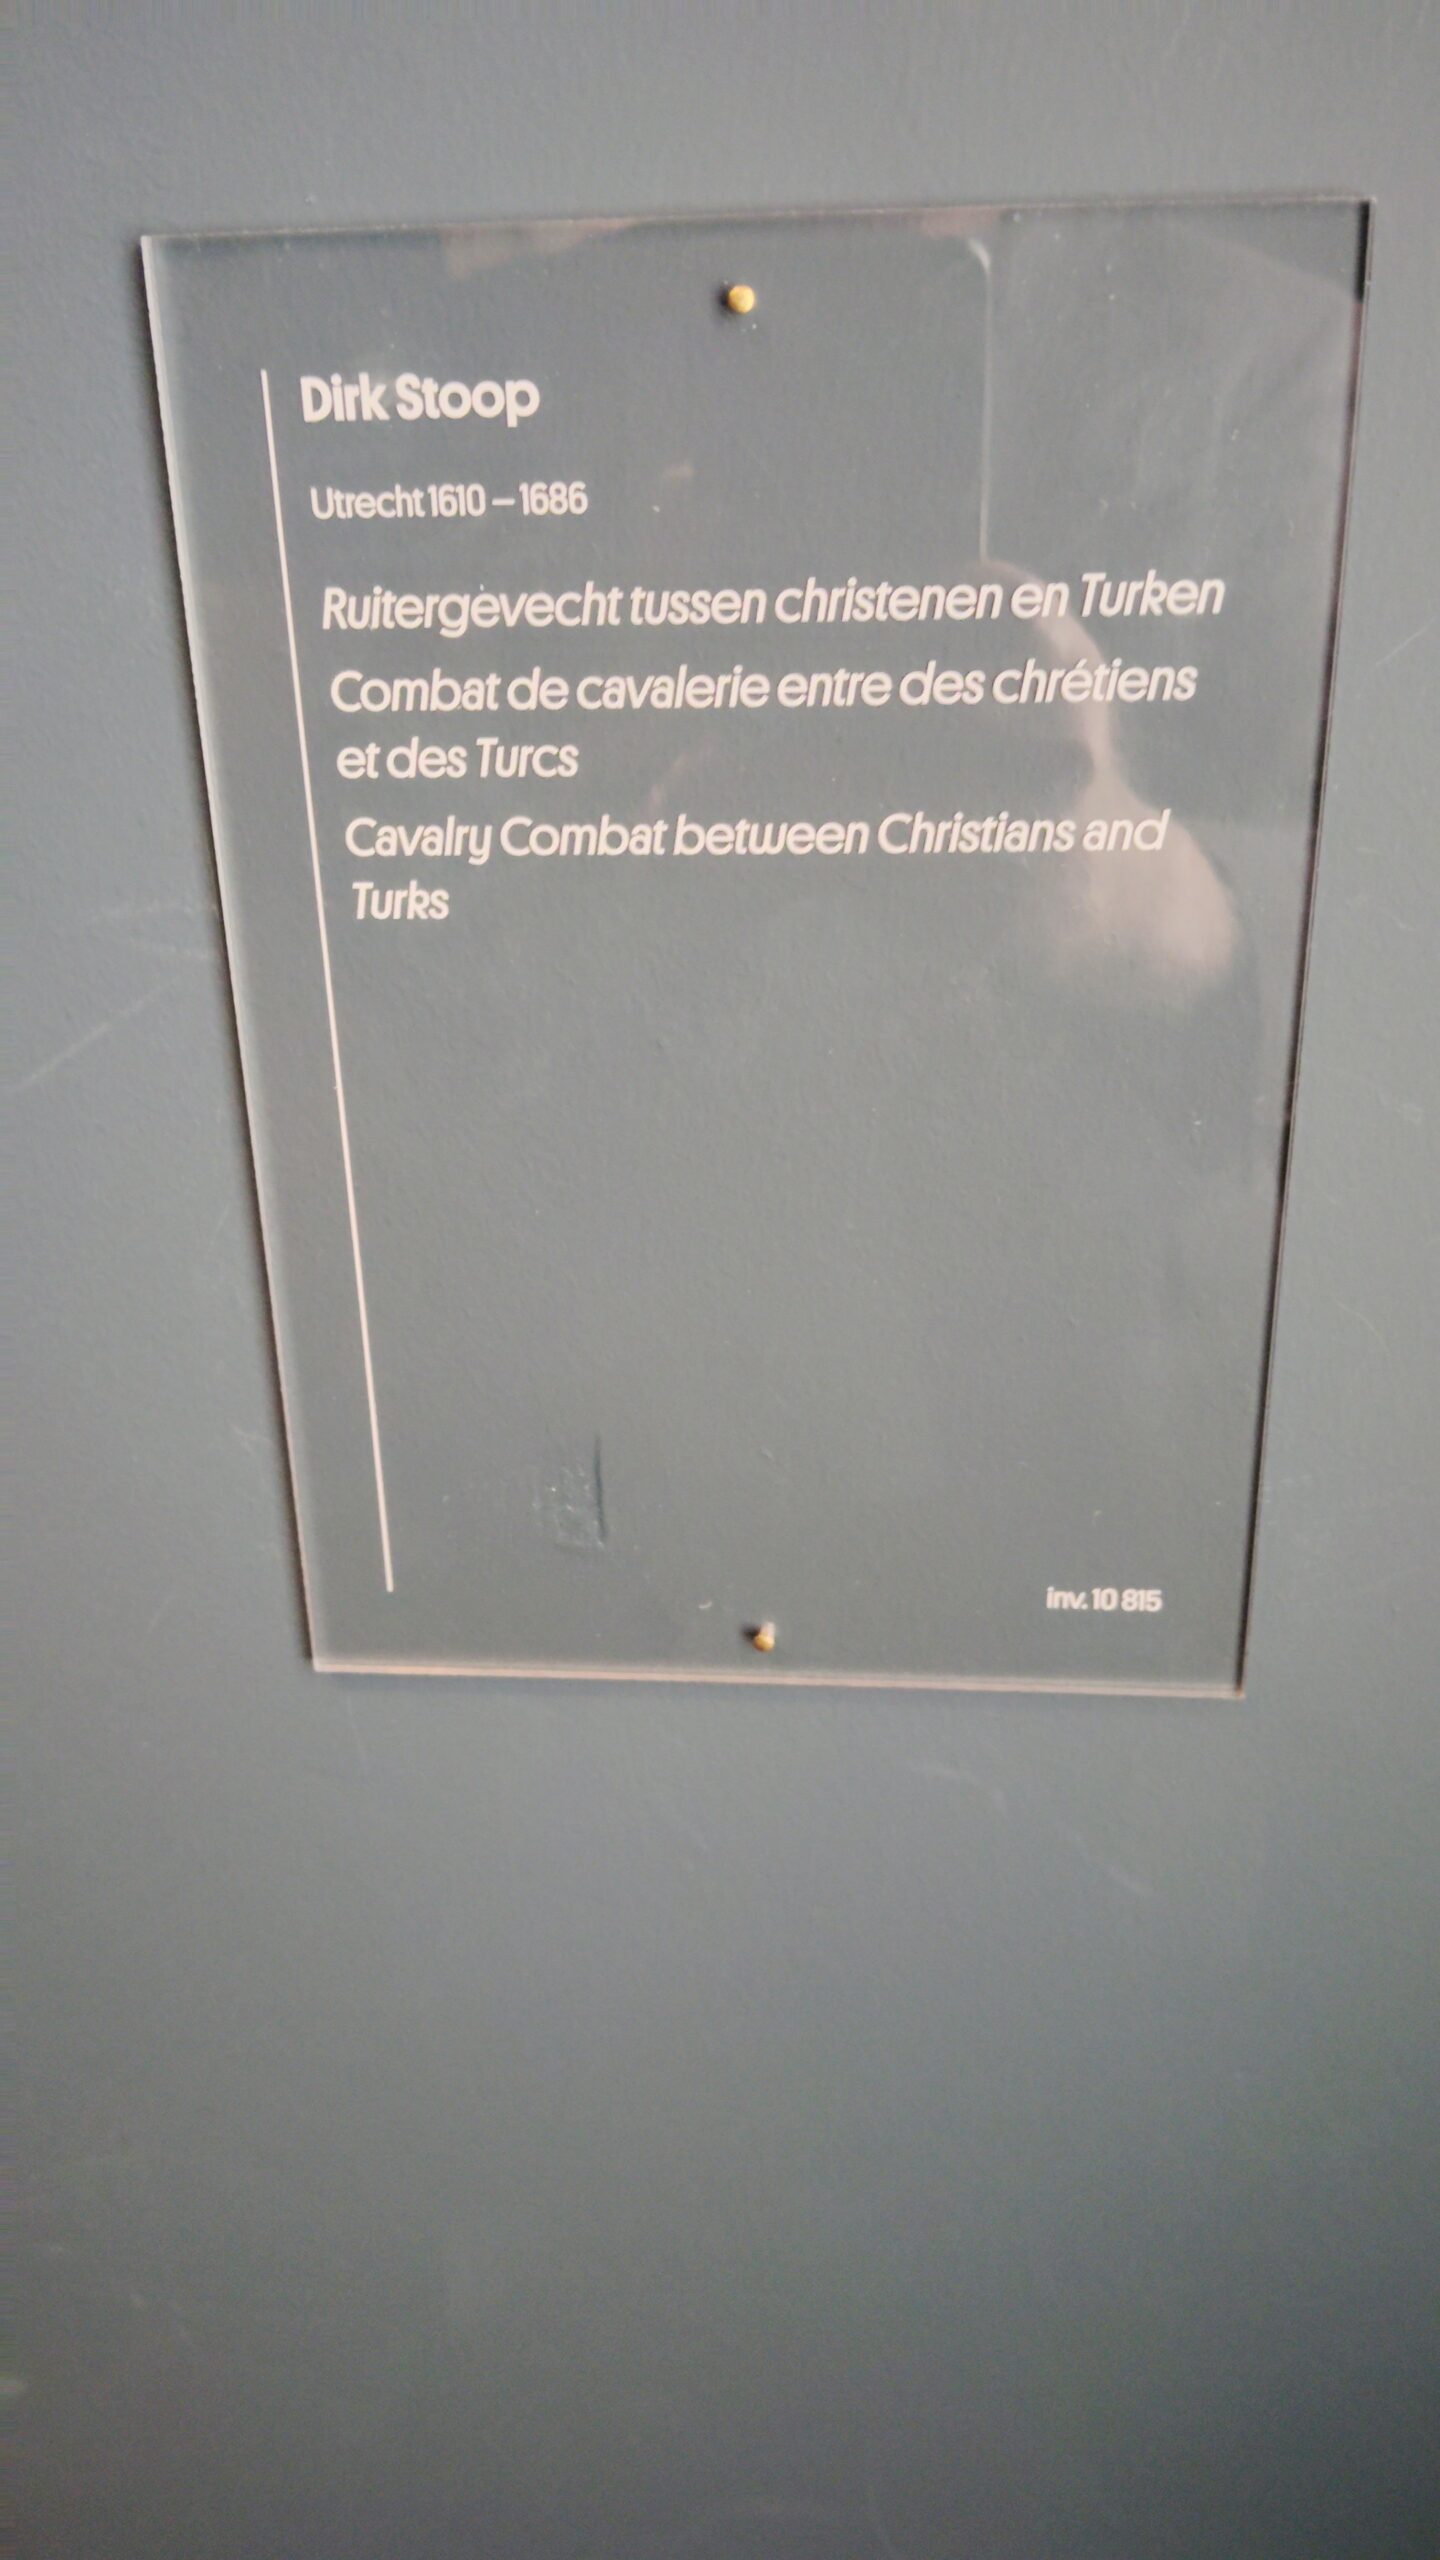 Dirk Stoop
Utrecht 1610 – 1686
Ruitergevecht tussen christenen en Turken
Combat de cavalerie entre des chrétiens
et des Turcs
Cavalry Combat between Christians and
Turks
inv. 10 815